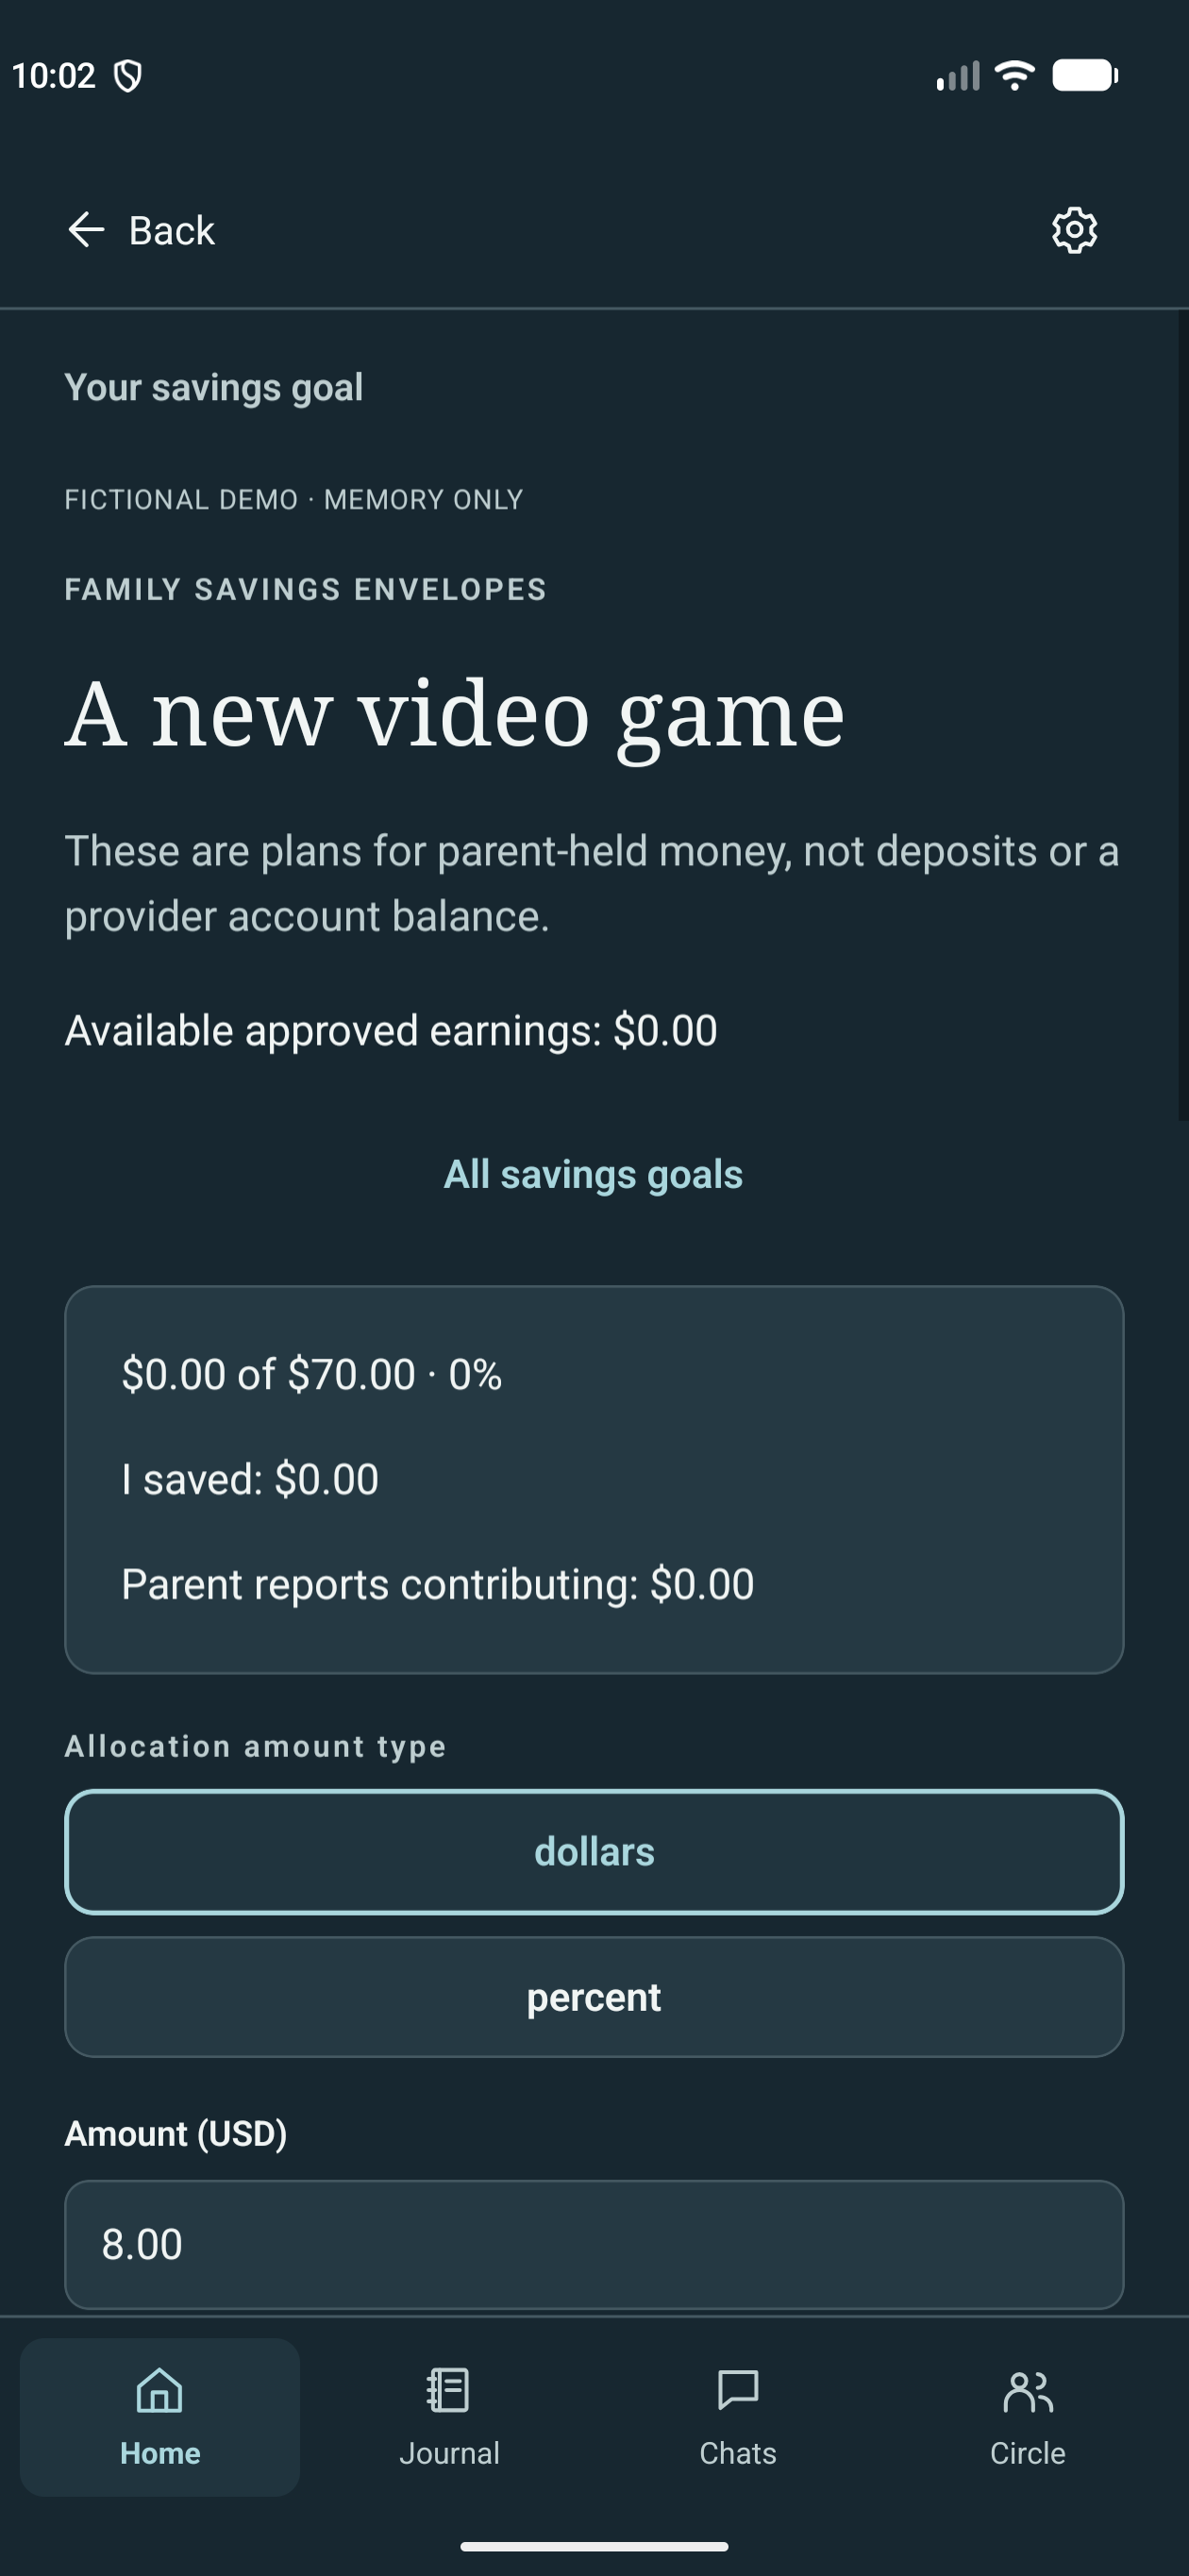 10:02
Back
Your savings goal
FICTIONAL DEMO · MEMORY ONLY
FAMILY SAVINGS ENVELOPES
A new video game
These are plans for parent-held money, not deposits or a
provider account balance.
Available approved earnings: $0.00
All savings goals
$0.00 of $70.00 · 0%
I saved: $0.00
Parent reports contributing: $0.00
Allocation amount type
dollars
percent
Amount (USD)
8.00
Home Journal Chats Circle